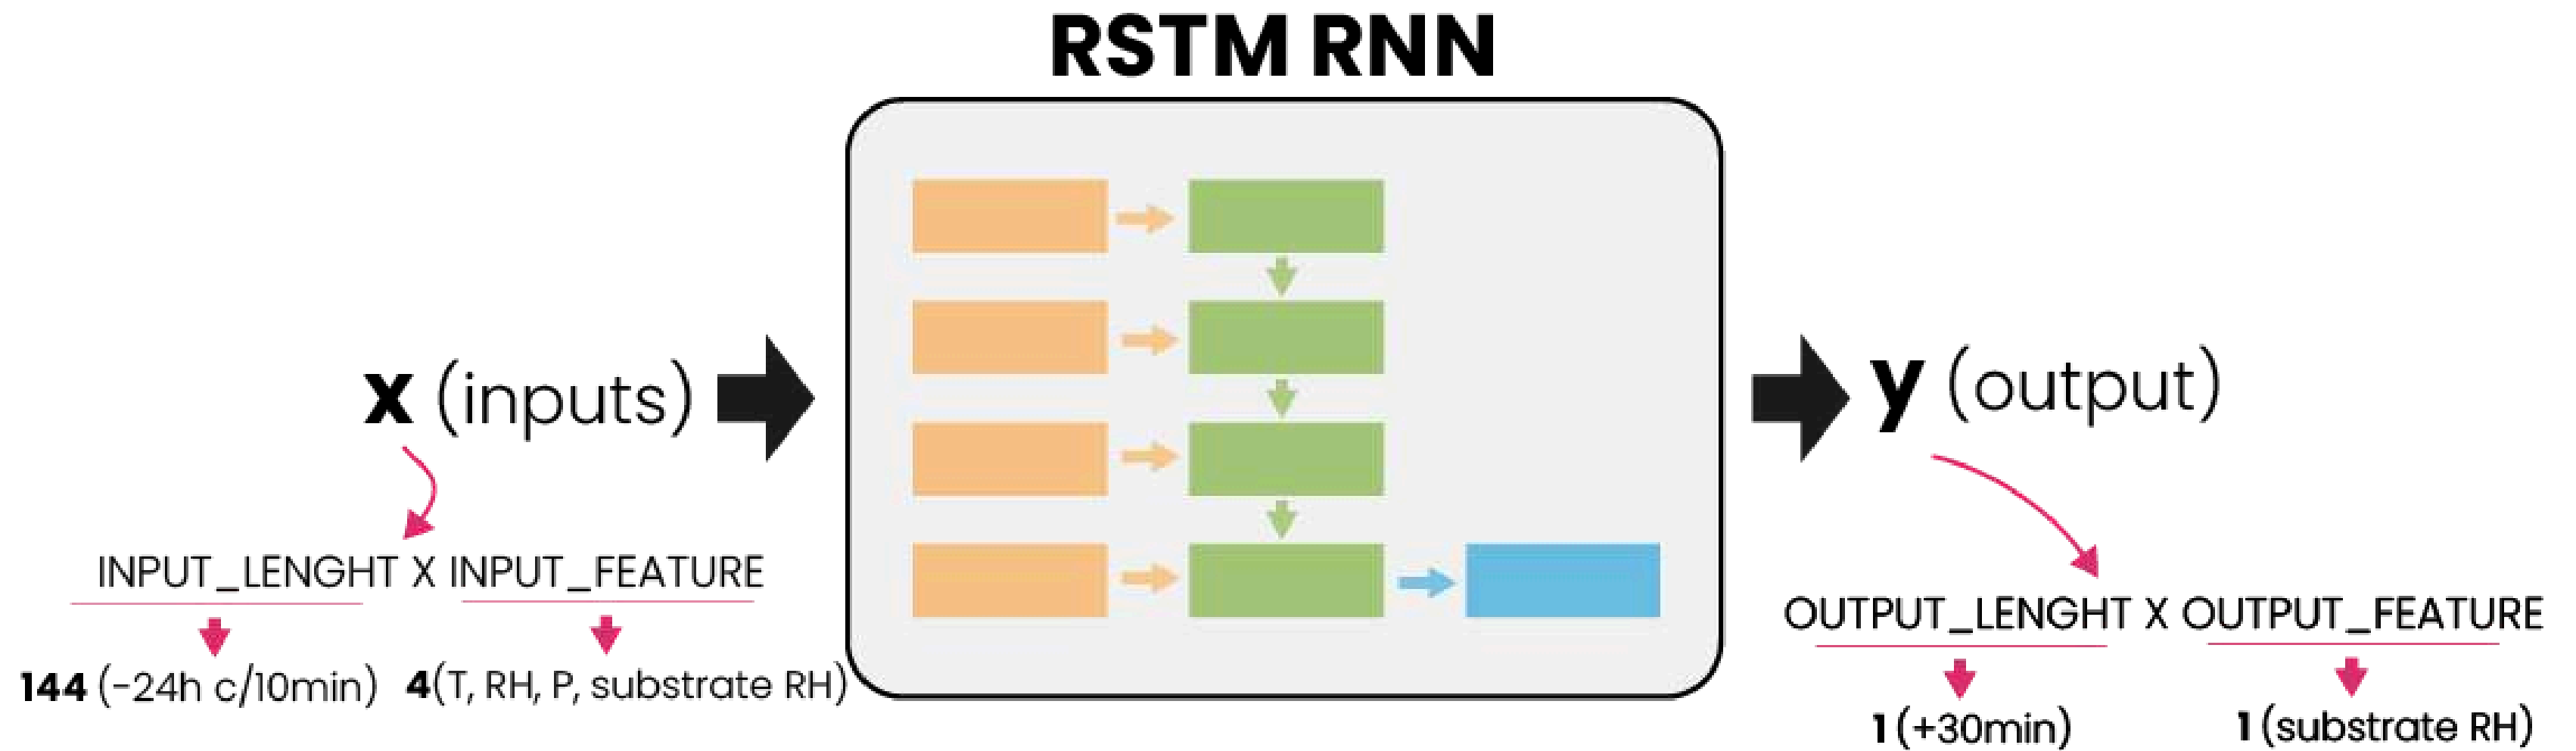 RSTM RNN
x (inputs)
y (output)
INPUT_LENGHT X INPUT_FEATURE
144 (-24h c/10min)
4(T, RH, P, substrate RH)
OUTPUT_LENGHT X OUTPUT_FEATURE
1 (+30min)
1 (substrate RH)